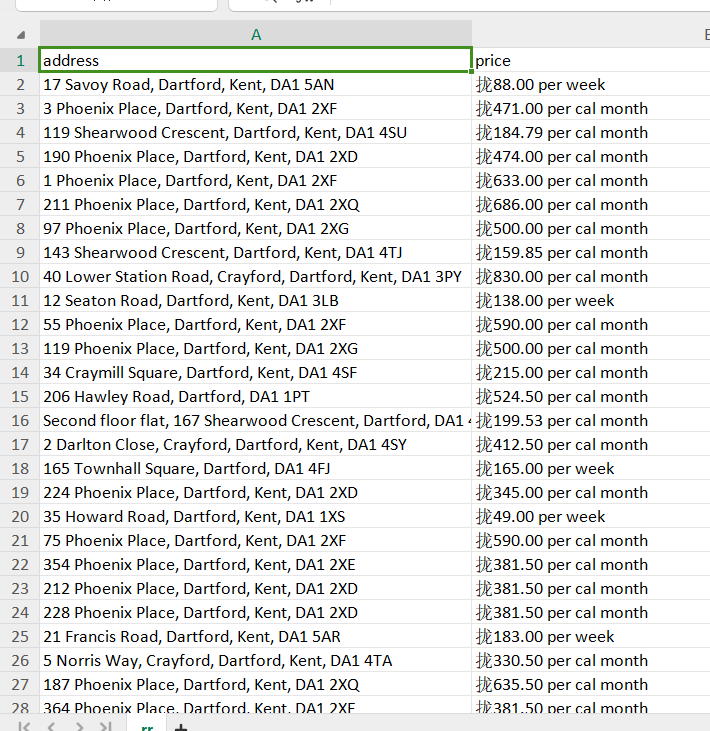 A
1 address price
2 17 Savoy Road, Dartford, Kent, DA1 5AN 拢88.00 per week
3 3 Phoenix Place, Dartford, Kent, DA1 2XF 拢471.00 per cal month
4 119 Shearwood Crescent, Dartford, Kent, DA1 4SU 拢184.79 per cal month
5 190 Phoenix Place, Dartford, Kent, DA1 2XD 拢474.00 per cal month
6 1 Phoenix Place, Dartford, Kent, DA1 2XF 拢633.00 per cal month
7 211 Phoenix Place, Dartford, Kent, DA1 2XQ 拢686.00 per cal month
8 97 Phoenix Place, Dartford, Kent, DA1 2XG 拢500.00 per cal month
9 143 Shearwood Crescent, Dartford, Kent, DA1 4TJ 拢159.85 per cal month
10 40 Lower Station Road, Crayford, Dartford, Kent, DA1 3PY 拢830.00 per cal month
11 12 Seaton Road, Dartford, Kent, DA1 3LB 拢138.00 per week
12 55 Phoenix Place, Dartford, Kent, DA1 2XF 拢590.00 per cal month
13 119 Phoenix Place, Dartford, Kent, DA1 2XG 拢500.00 per cal month
14 34 Craymill Square, Dartford, Kent, DA1 4SF 拢215.00 per cal month
15 206 Hawley Road, Dartford, DA1 1PT 拢524.50 per cal month
16 Second floor flat, 167 Shearwood Crescent, Dartford, DA1 拢199.53 per cal month
17 2 Darlton Close, Crayford, Dartford, Kent, DA1 4SY 拢412.50 per cal month
18 165 Townhall Square, Dartford, DA1 4FJ 拢165.00 per week
19 224 Phoenix Place, Dartford, Kent, DA1 2XD 拢345.00 per cal month
20 35 Howard Road, Dartford, Kent, DA1 1XS 拢49.00 per week
21 75 Phoenix Place, Dartford, Kent, DA1 2XF 拢590.00 per cal month
22 354 Phoenix Place, Dartford, Kent, DA1 2XE 拢381.50 per cal month
23 212 Phoenix Place, Dartford, Kent, DA1 2XD 拢381.50 per cal month
24 228 Phoenix Place, Dartford, Kent, DA1 2XD 拢381.50 per cal month
25 21 Francis Road, Dartford, Kent, DA1 5AR 拢183.00 per week
26 5 Norris Way, Crayford, Dartford, Kent, DA1 4TA 拢330.50 per cal month
27 187 Phoenix Place, Dartford, Kent, DA1 2XQ 拢635.50 per cal month
28 364 Phoenix Place, Dartford, Kent, DA1 拢381.50 per cal month
rr